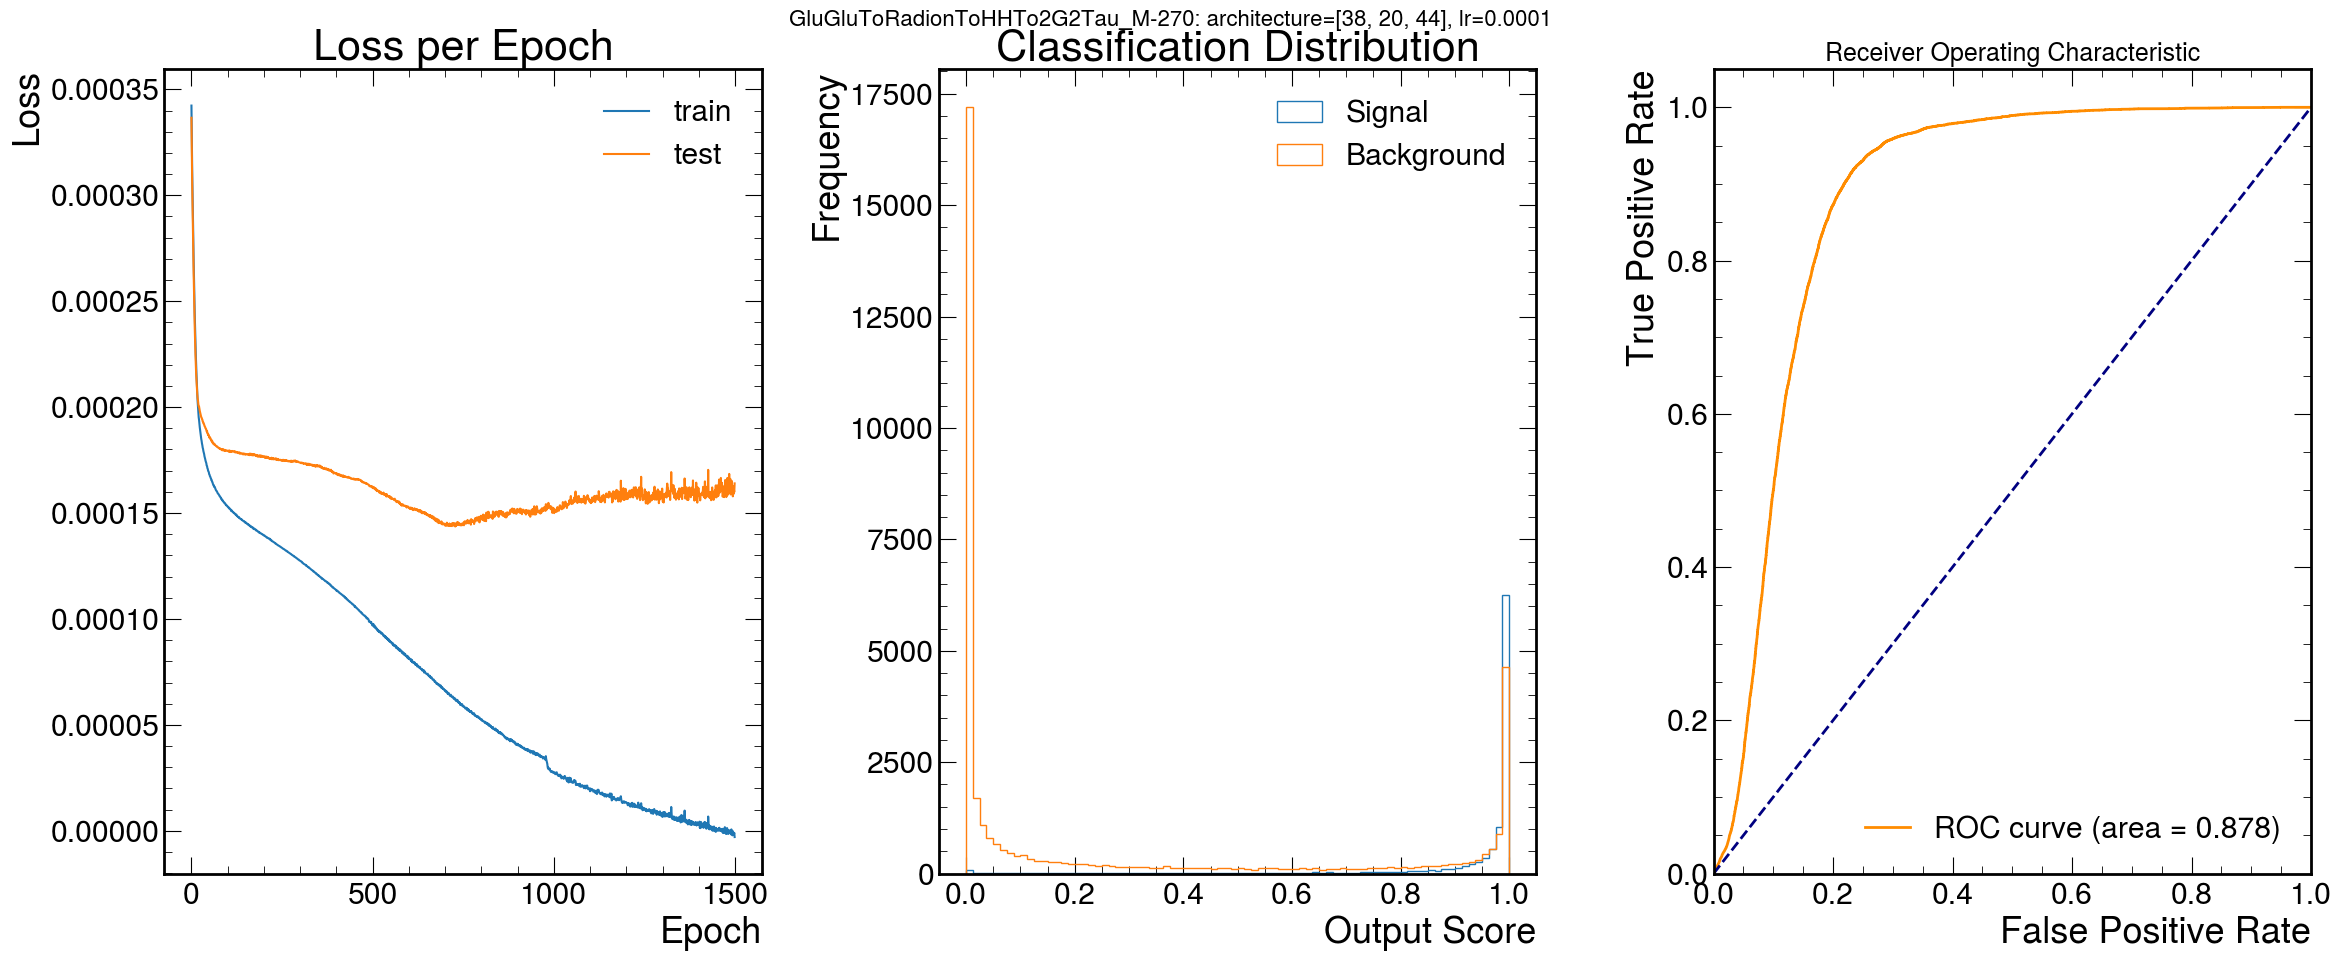 GluGluToRadionToHHTo2G2Tau_M-270: architecture=[38, 20, 44], lr=0.0001
Loss per Epoch
Loss
0.00035
0.00030
0.00025
0.00020
0.00015
0.00010
0.00005
0.00000
train
test
0 500 1000 1500
Epoch
Classification Distribution
Frequency
17500
15000
12500
10000
7500
5000
2500
0
Signal
Background
0.0 0.2 0.4 0.6 0.8 1.0
Output Score
Receiver Operating Characteristic
True Positive Rate
1.0
0.8
0.6
0.4
0.2
0.0
ROC curve (area = 0.878)
0.0 0.2 0.4 0.6 0.8 1.0
False Positive Rate